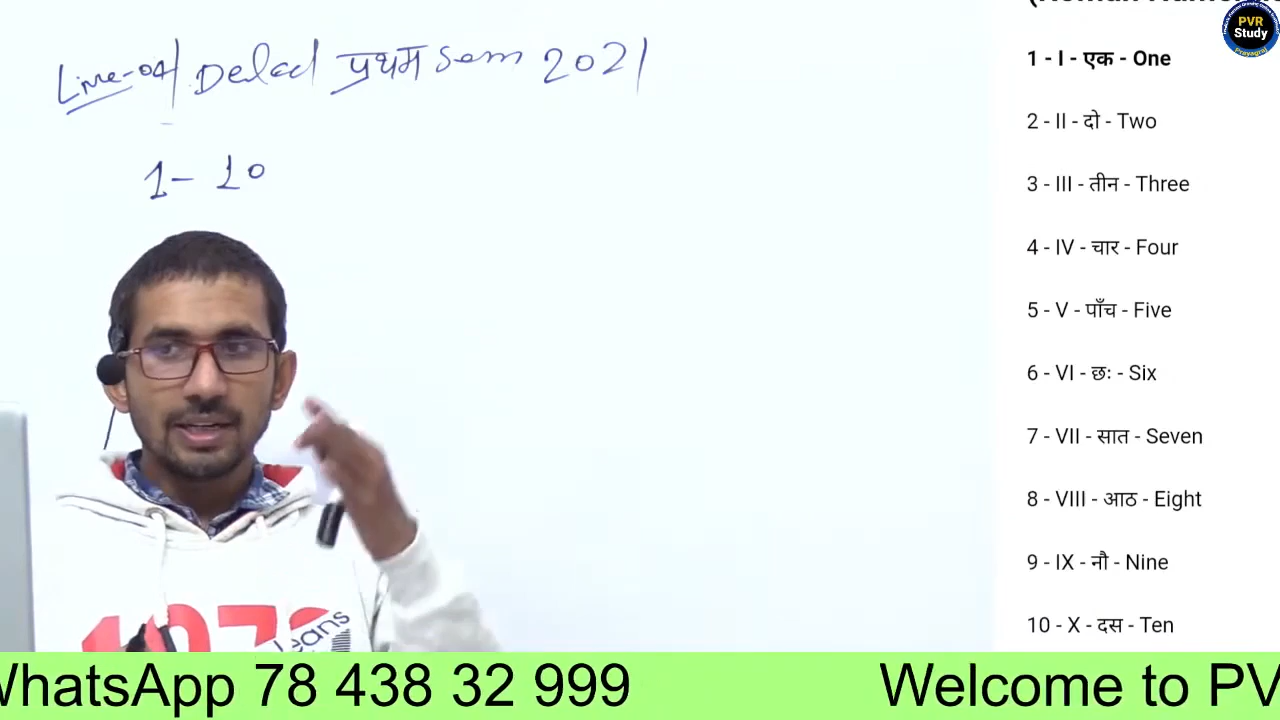 Live-04 Deled प्रथम Sem 2021
1- 10
PVR
Study
Prayagraj
1 - I - एक - One
2 - II - दो - Two
3 - III - तीन - Three
4 - IV - चार - Four
5 - V - पाँच - Five
6 - VI - छः - Six
7 - VII - सात - Seven
8 - VIII - आठ - Eight
9 - IX - नौ - Nine
10 - X - दस - Ten
Jeans
WhatsApp 78 438 32 999
Welcome to PV